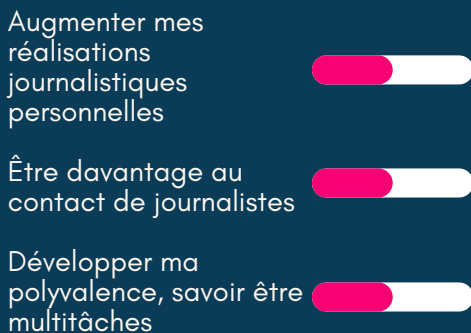 Augmenter mes
réalisations
journalistiques
personnelles
Être davantage au
contact de journalistes
Développer ma
polyvalence, savoir être
multitâches